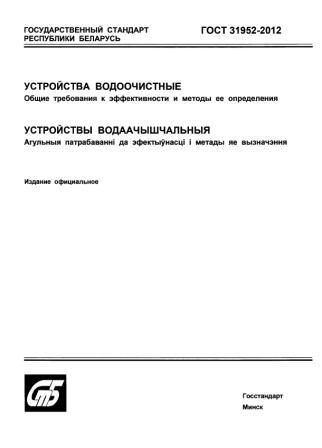 ГОСУДАРСТВЕННЫЙ СТАНДАРТ
РЕСПУБЛИКИ БЕЛАРУСЬ
ГОСТ 31952-2012
УСТРОЙСТВА ВОДООЧИСТНЫЕ
Общие требования к эффективности и методы ее определения
УСТРОЙСТВЫ ВОДААЧЫШЧАЛЬНЫЯ
Агульныя патрабаванні да эфектыўнасці і метады яе вызначэння
Издание официальное
СТБ
Госстандарт
Минск